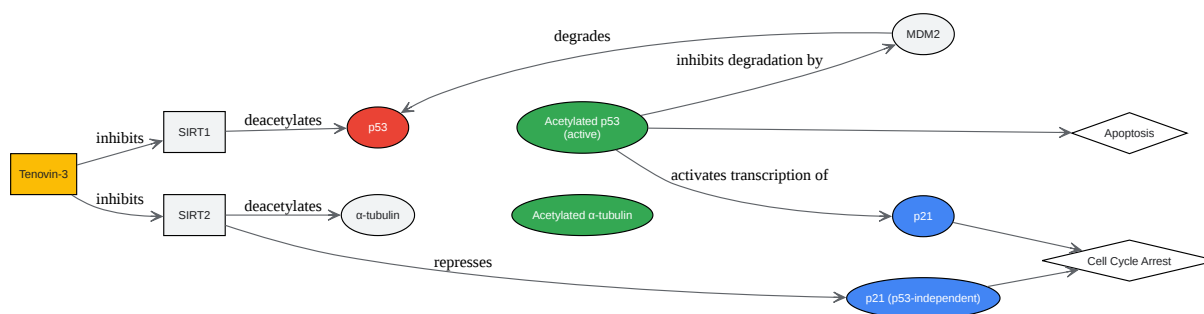 MDM2
degrades
inhibits degradation by
SIRT1
deacetylates
p53
Acetylated p53
(active)
Apoptosis
inhibits
Tenovin-3
inhibits
activates transcription of
SIRT2
deacetylates
α-tubulin
Acetylated α-tubulin
p21
represses
Cell Cycle Arrest
p21 (p53-independent)